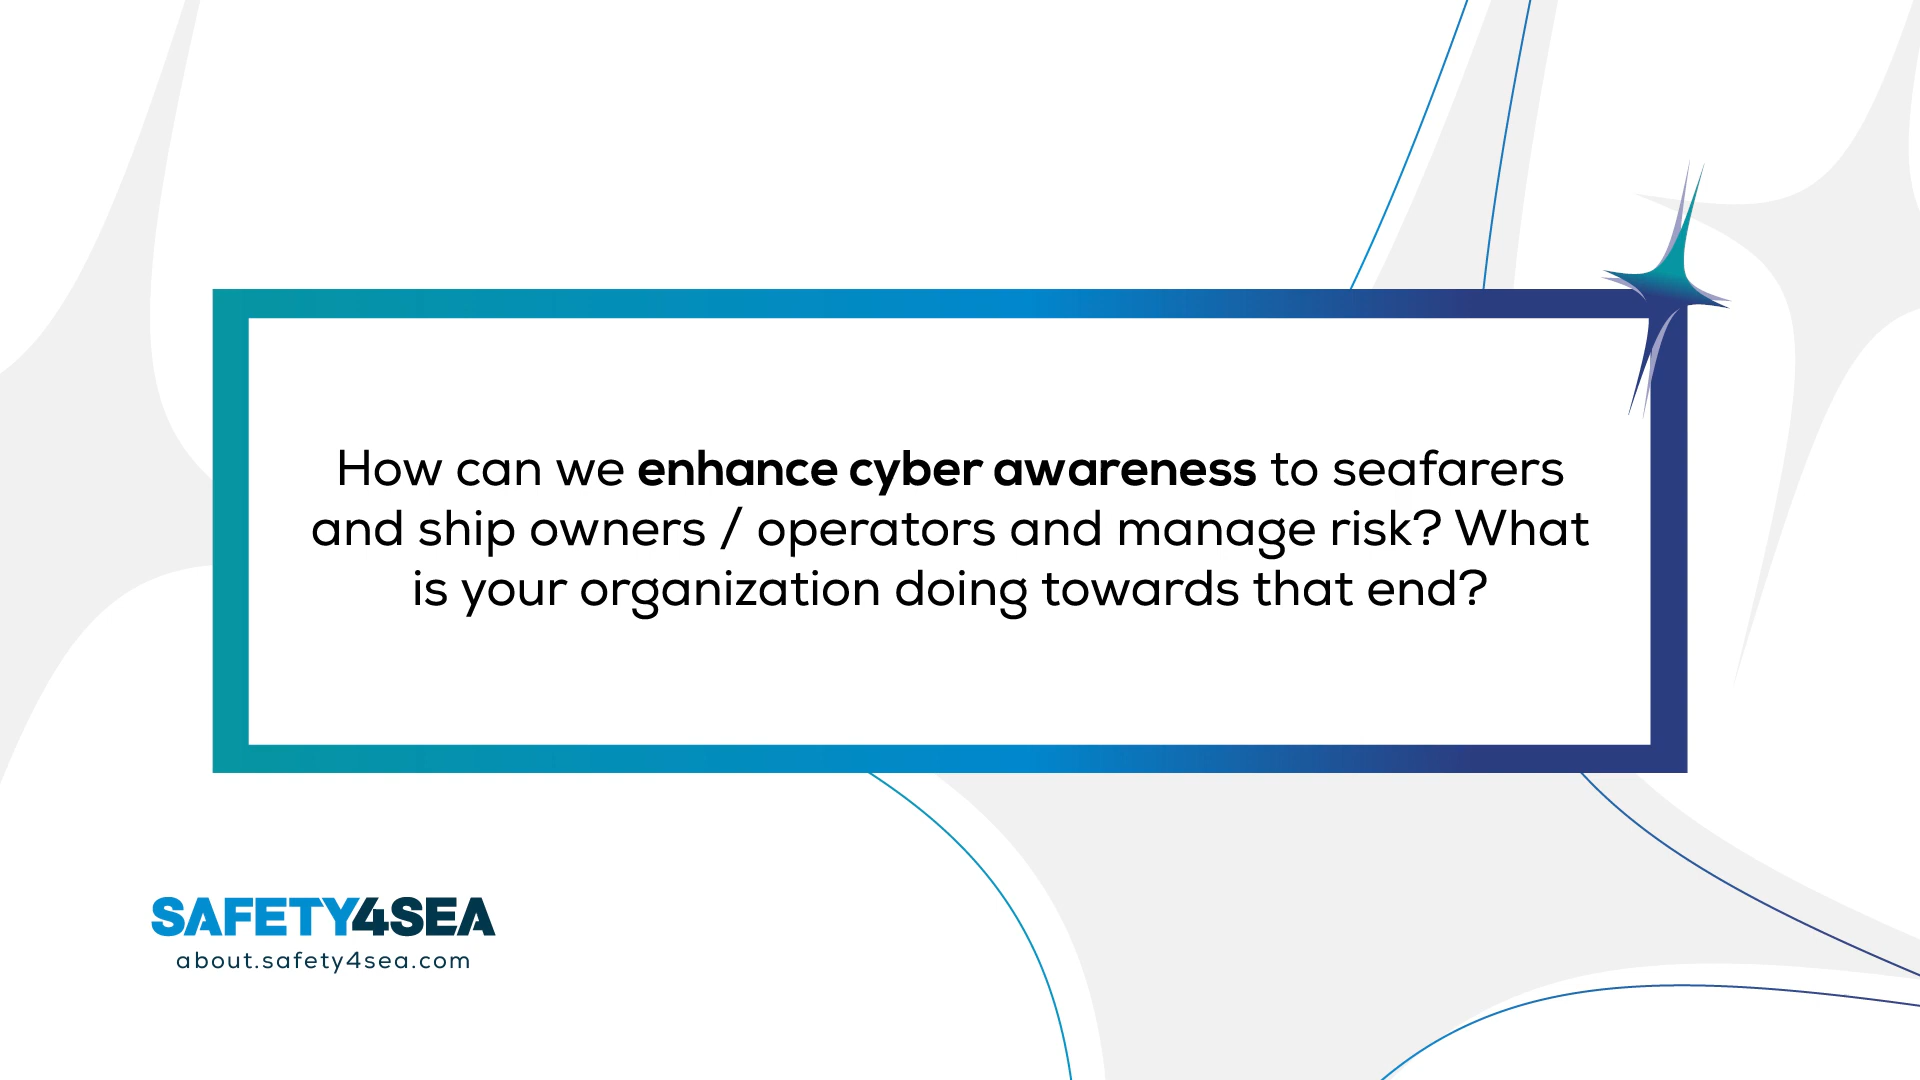 How can we enhance cyber awareness to seafarers
and ship owners / operators and manage risk? What
is your organization doing towards that end?
SAFETY4SEA
about.safety4sea.com